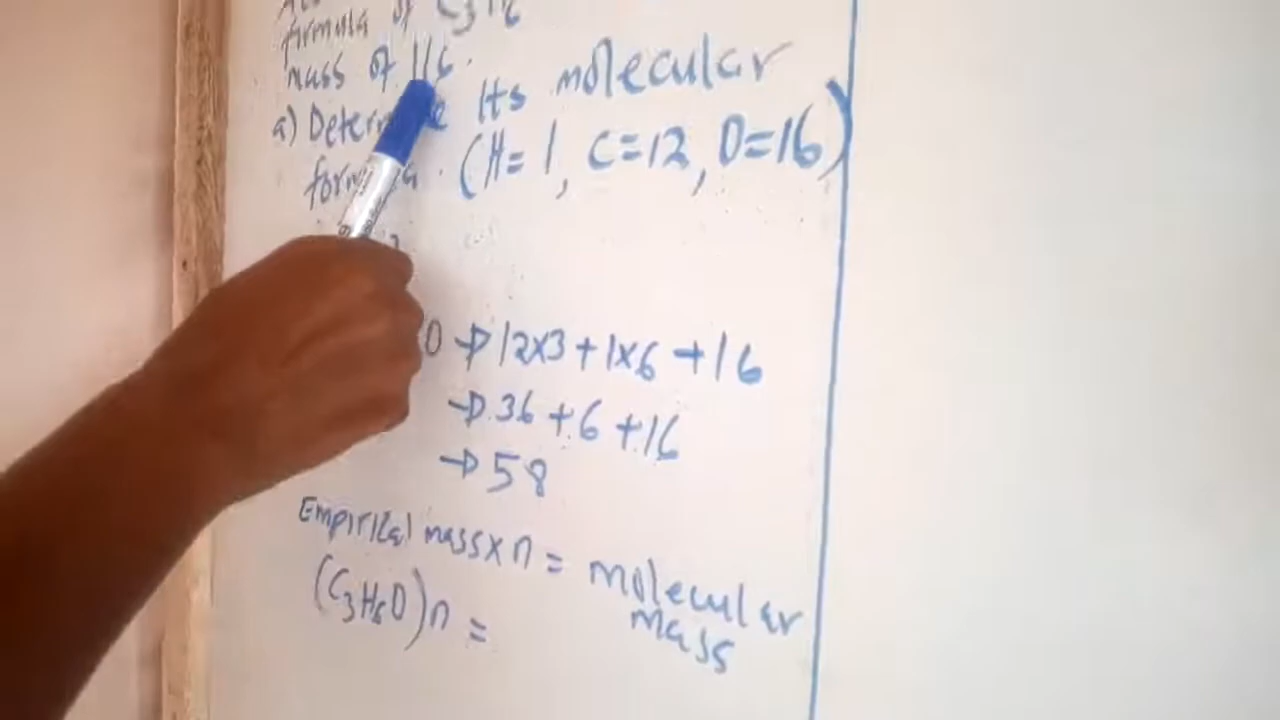 formula of C3H6
mass of 116.
a) Determine Its molecular
formula. (H=1, C=12, O=16)
O → 12x3 + 1x6 + 16
→ 36 + 6 + 16
→ 58
Empirical mass x n = molecular mass
(C3H6O)n =